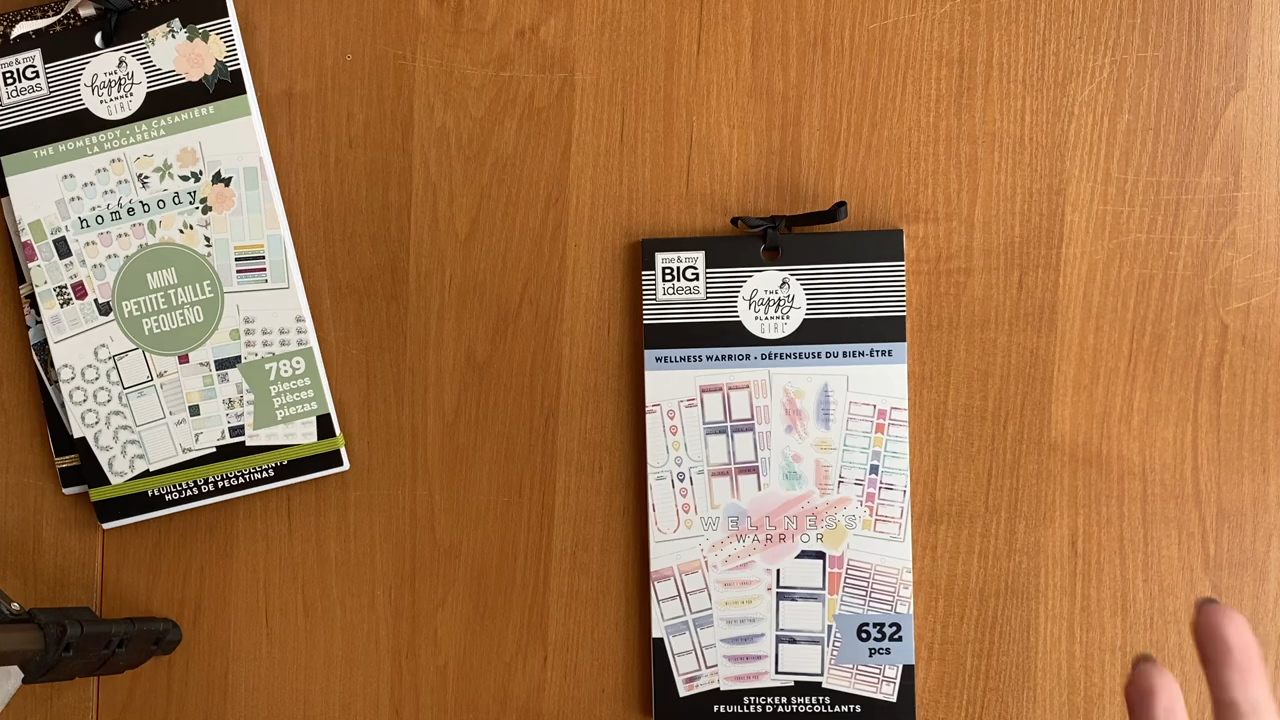 me & my
BIG
ideas®
THE
happy
PLANNER
GIRL®
THE HOMEBODY • LA CASANIÈRE
LA HOGAREÑA
the
homebody
MINI
PETITE TAILLE
PEQUEÑO
789
pieces
pièces
piezas
FEUILLES D'AUTOCOLLANTS
HOJAS DE PEGATINAS
me & my
BIG
ideas®
THE
happy
PLANNER
GIRL®
WELLNESS WARRIOR • DÉFENSEUSE DU BIEN-ÊTRE
WELLNESS
WARRIOR
632
pcs
STICKER SHEETS
FEUILLES D'AUTOCOLLANTS